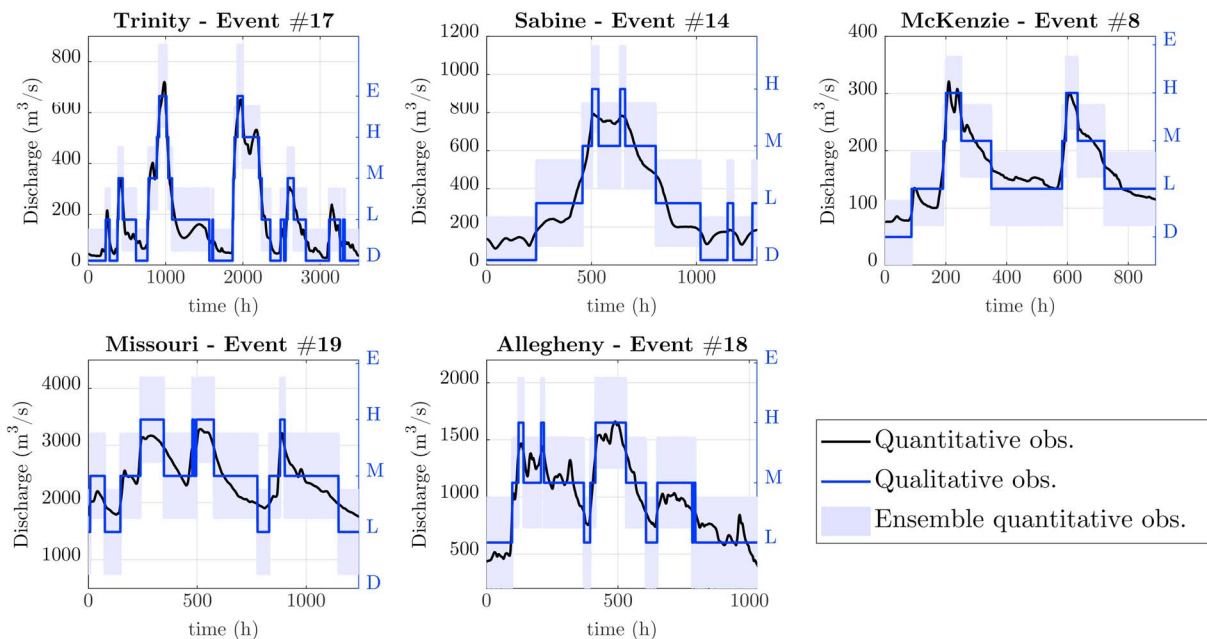 Trinity - Event #17
Sabine - Event #14
McKenzie - Event #8
Discharge (m³/s)
800
600
400
200
0
E
H
M
L
D
0
1000
2000
3000
time (h)
Discharge (m³/s)
1200
1000
800
600
400
200
0
H
M
L
D
0
500
1000
time (h)
Discharge (m³/s)
400
300
200
100
0
E
H
M
L
D
0
200
400
600
800
time (h)
Missouri - Event #19
Allegheny - Event #18
Discharge (m³/s)
4000
3000
2000
1000
E
H
M
L
D
0
500
1000
time (h)
Discharge (m³/s)
2000
1500
1000
500
E
H
M
L
0
500
1000
time (h)
Quantitative obs.
Qualitative obs.
Ensemble quantitative obs.